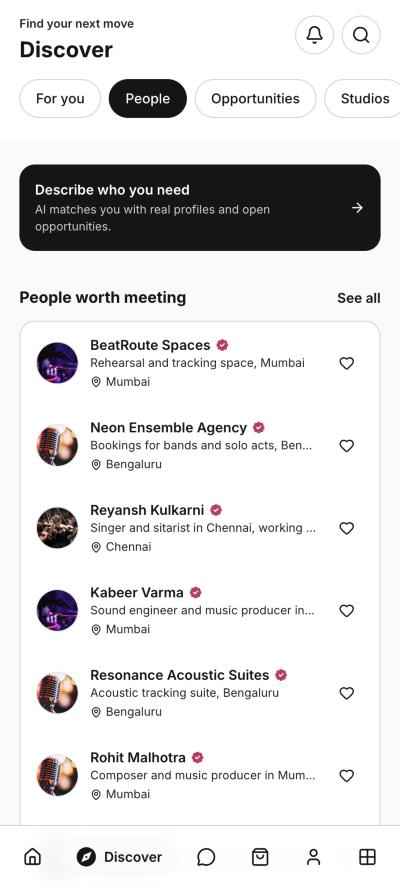 Find your next move
Discover
For you
People
Opportunities
Studios
Describe who you need
AI matches you with real profiles and open
opportunities.
People worth meeting
See all
BeatRoute Spaces
Rehearsal and tracking space, Mumbai
Mumbai
Neon Ensemble Agency
Bookings for bands and solo acts, Ben...
Bengaluru
Reyansh Kulkarni
Singer and sitarist in Chennai, working ...
Chennai
Kabeer Varma
Sound engineer and music producer in...
Mumbai
Resonance Acoustic Suites
Acoustic tracking suite, Bengaluru
Bengaluru
Rohit Malhotra
Composer and music producer in Mum...
Mumbai
Discover